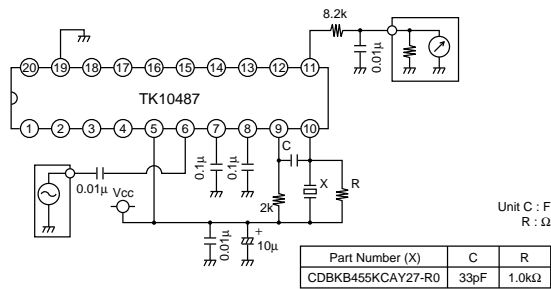 8.2k
0.01µ
20 19 18 17 16 15 14 13 12 11
TK10487
1 2 3 4 5 6 7 8 9 10
0.01µ
Vcc
0.1µ
0.1µ
C
2k
X
R
0.01µ
+
10µ
Unit C : F
R : Ω
Part Number (X) C R
CDBKB455KCAY27-R0 33pF 1.0kΩ